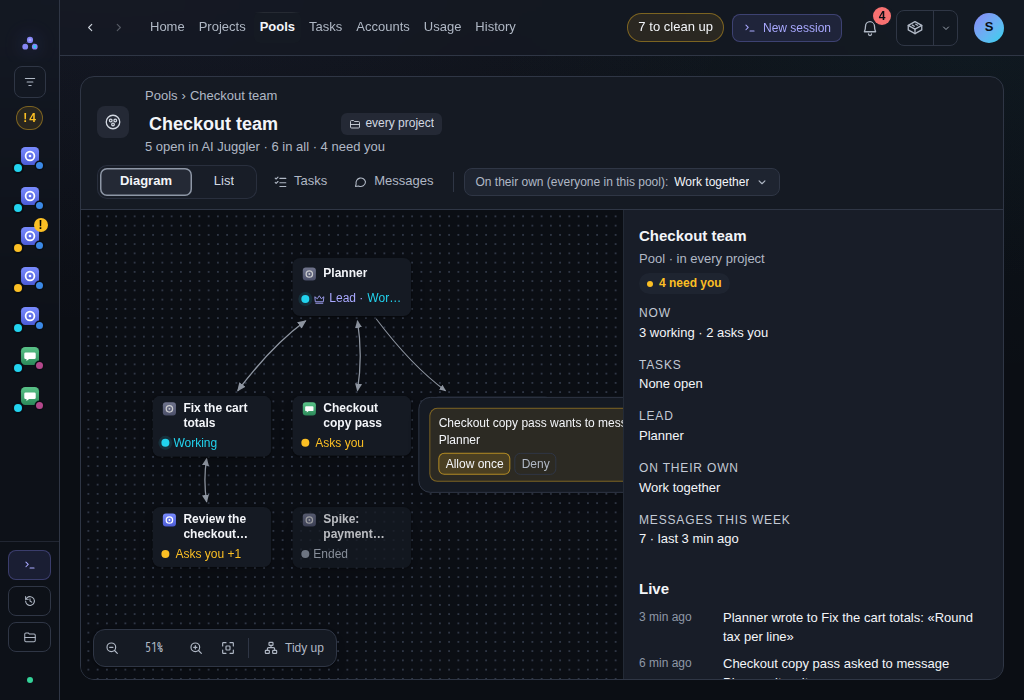 Home Projects Pools Tasks Accounts Usage History
7 to clean up
New session
4
S
!4
!
Pools › Checkout team
Checkout team
every project
5 open in AI Juggler · 6 in all · 4 need you
Diagram List Tasks Messages
On their own (everyone in this pool): Work together
Planner
Lead · Wor…
Fix the cart
totals
Working
Checkout
copy pass
Asks you
Checkout copy pass wants to mess
Planner
Allow once Deny
Review the
checkout…
Asks you +1
Spike:
payment…
Ended
51%
Tidy up
Checkout team
Pool · in every project
4 need you
NOW
3 working · 2 asks you
TASKS
None open
LEAD
Planner
ON THEIR OWN
Work together
MESSAGES THIS WEEK
7 · last 3 min ago
Live
3 min ago Planner wrote to Fix the cart totals: «Round
tax per line»
6 min ago Checkout copy pass asked to message